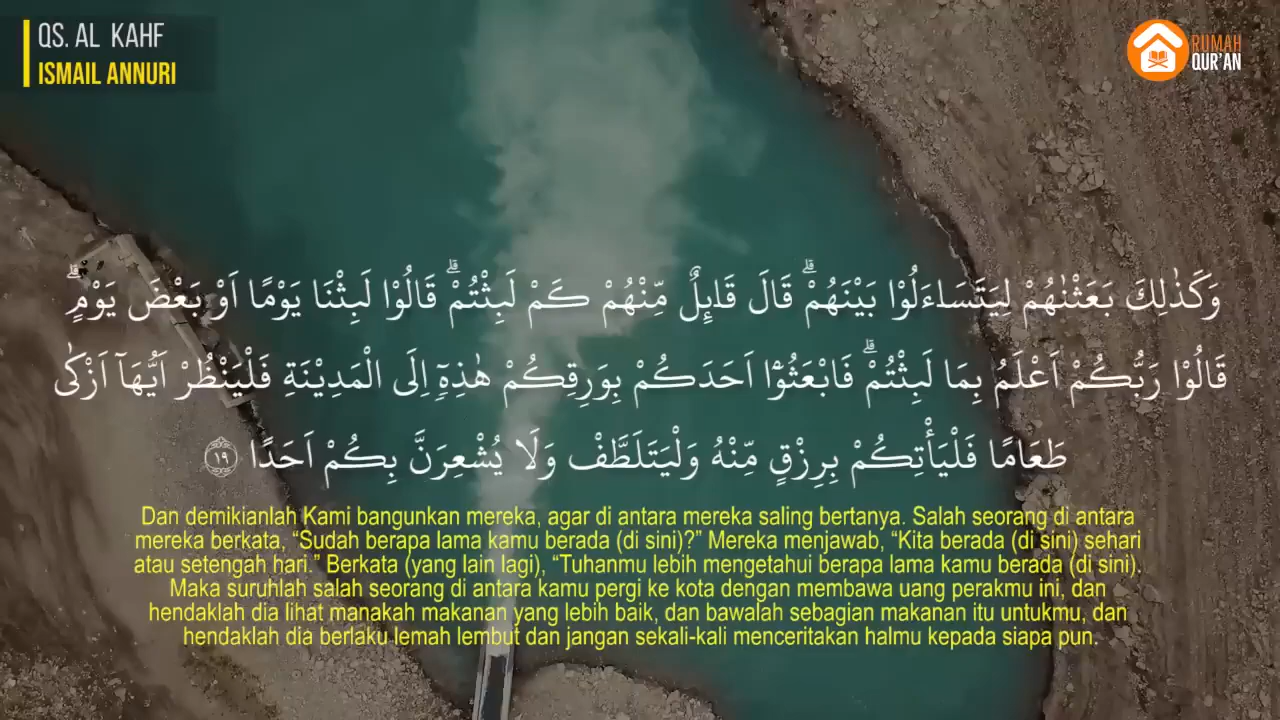 QS. AL KAHF
ISMAIL ANNURI
RUMAH
QUR'AN
وَكَذٰلِكَ بَعَثْنٰهُمْ لِيَتَسَاۤءَلُوْا بَيْنَهُمْۗ قَالَ قَاۤىِٕلٌ مِّنْهُمْ كَمْ لَبِثْتُمْۗ قَالُوْا لَبِثْنَا يَوْمًا اَوْ بَعْضَ يَوْمٍۗ
قَالُوْا رَبُّكُمْ اَعْلَمُ بِمَا لَبِثْتُمْۗ فَابْعَثُوْٓا اَحَدَكُمْ بِوَرِقِكُمْ هٰذِهٖٓ اِلَى الْمَدِيْنَةِ فَلْيَنْظُرْ اَيُّهَآ اَزْكٰى
طَعَامًا فَلْيَأْتِكُمْ بِرِزْقٍ مِّنْهُ وَلْيَتَلَطَّفْ وَلَا يُشْعِرَنَّ بِكُمْ اَحَدًا ١٩
Dan demikianlah Kami bangunkan mereka, agar di antara mereka saling bertanya. Salah seorang di antara
mereka berkata, “Sudah berapa lama kamu berada (di sini)?” Mereka menjawab, “Kita berada (di sini) sehari
atau setengah hari.” Berkata (yang lain lagi), “Tuhanmu lebih mengetahui berapa lama kamu berada (di sini).
Maka suruhlah salah seorang di antara kamu pergi ke kota dengan membawa uang perakmu ini, dan
hendaklah dia lihat manakah makanan yang lebih baik, dan bawalah sebagian makanan itu untukmu, dan
hendaklah dia berlaku lemah lembut dan jangan sekali-kali menceritakan halmu kepada siapa pun.